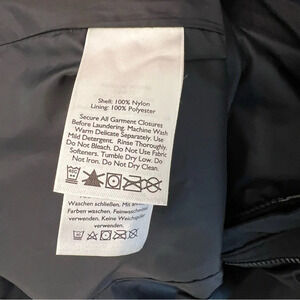 Shell: 100% Nylon
Lining: 100% Polyester
Secure All Garment Closures
Before Laundering. Machine Wash
Warm Delicate Separately. Use
Mild Detergent. Rinse Thoroughly.
Do Not Bleach. Do Not Use Fabric
Softeners. Tumble Dry Low. Do
Not Iron. Do Not Dry Clean.
Waschen schließen. Mit ähnlichen
Farben waschen. Feinwaschmittel
verwenden. Keine Weichspüler
verwenden.